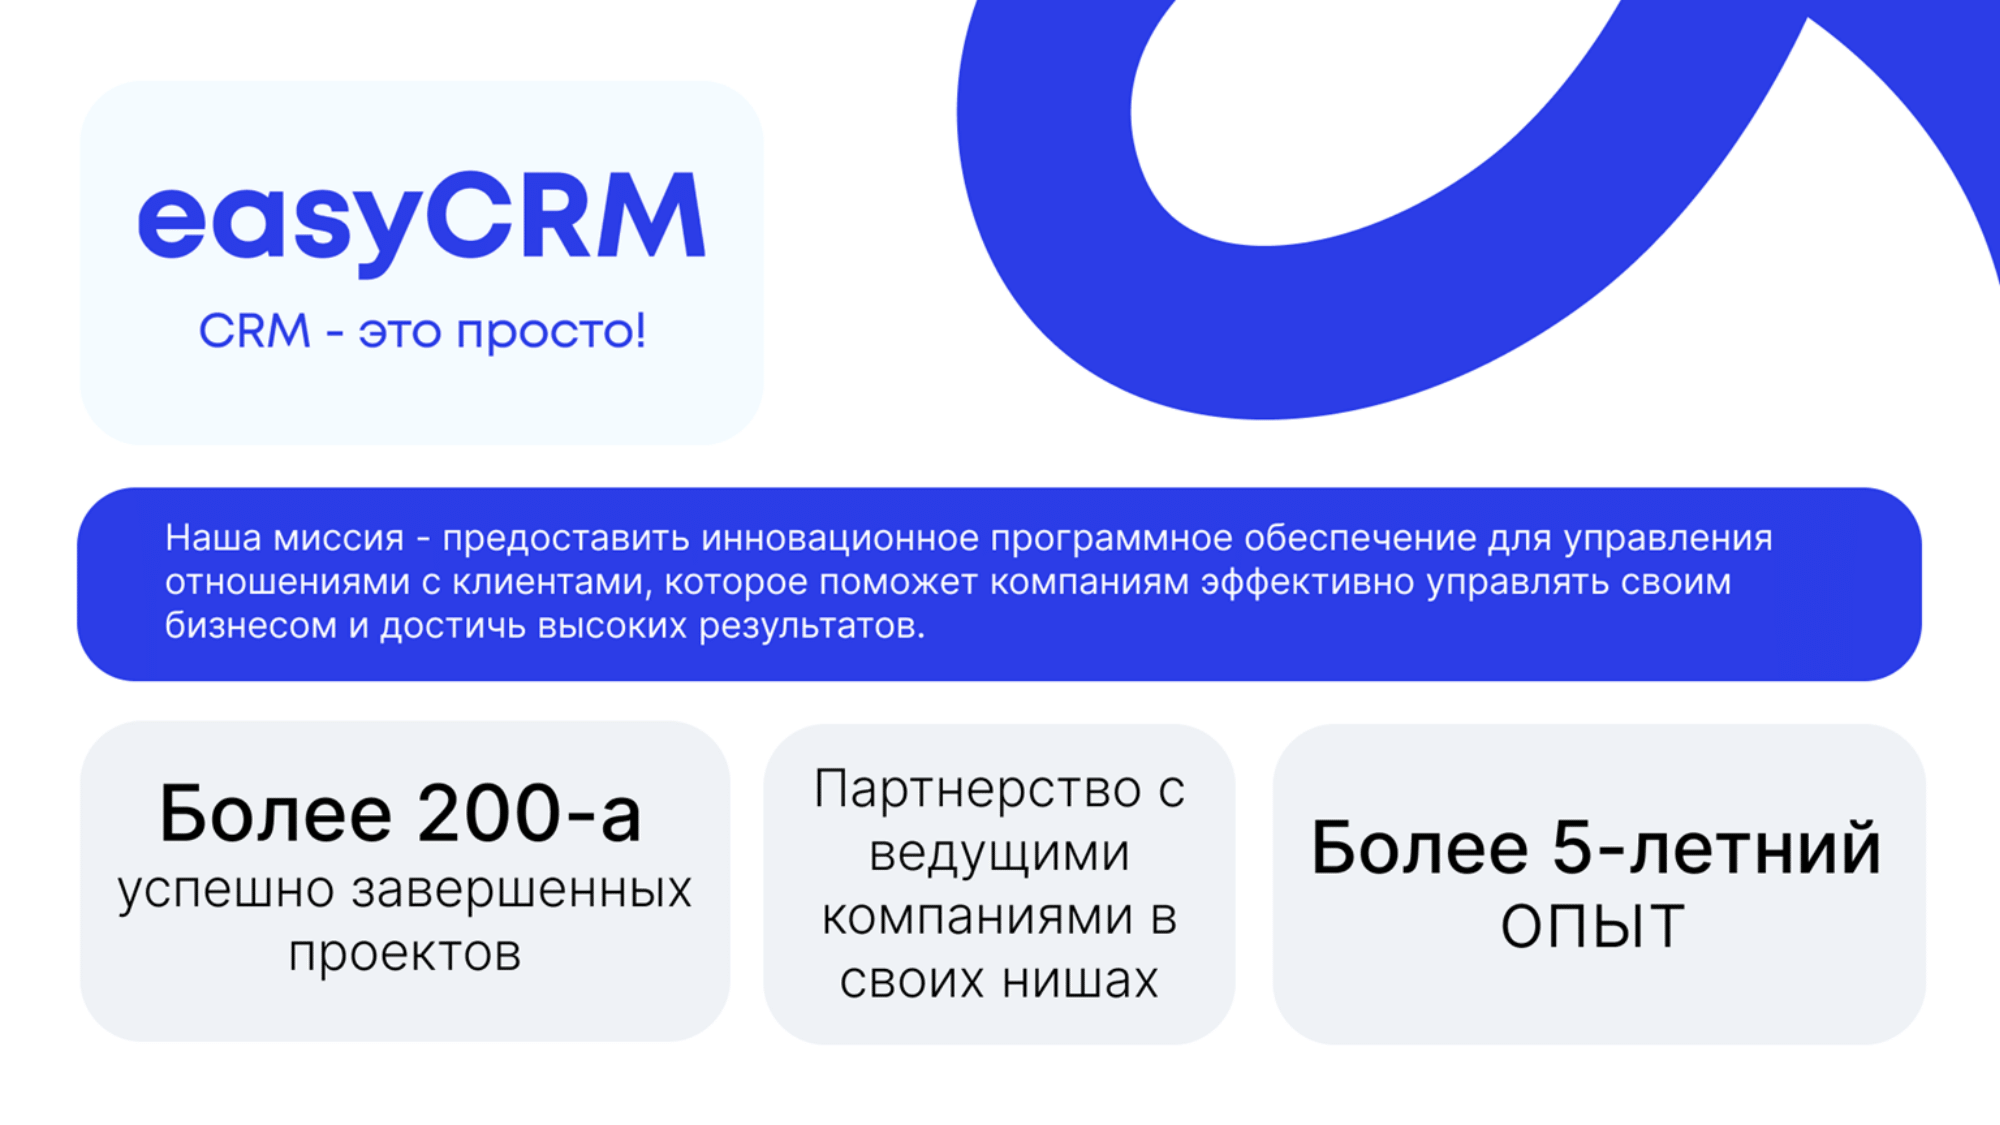 easyCRM
CRM - это просто!
Наша миссия - предоставить инновационное программное обеспечение для управления
отношениями с клиентами, которое поможет компаниям эффективно управлять своим
бизнесом и достичь высоких результатов.
Более 200-а
успешно завершенных
проектов
Партнерство с
ведущими
компаниями в
своих нишах
Более 5-летний
ОПЫТ